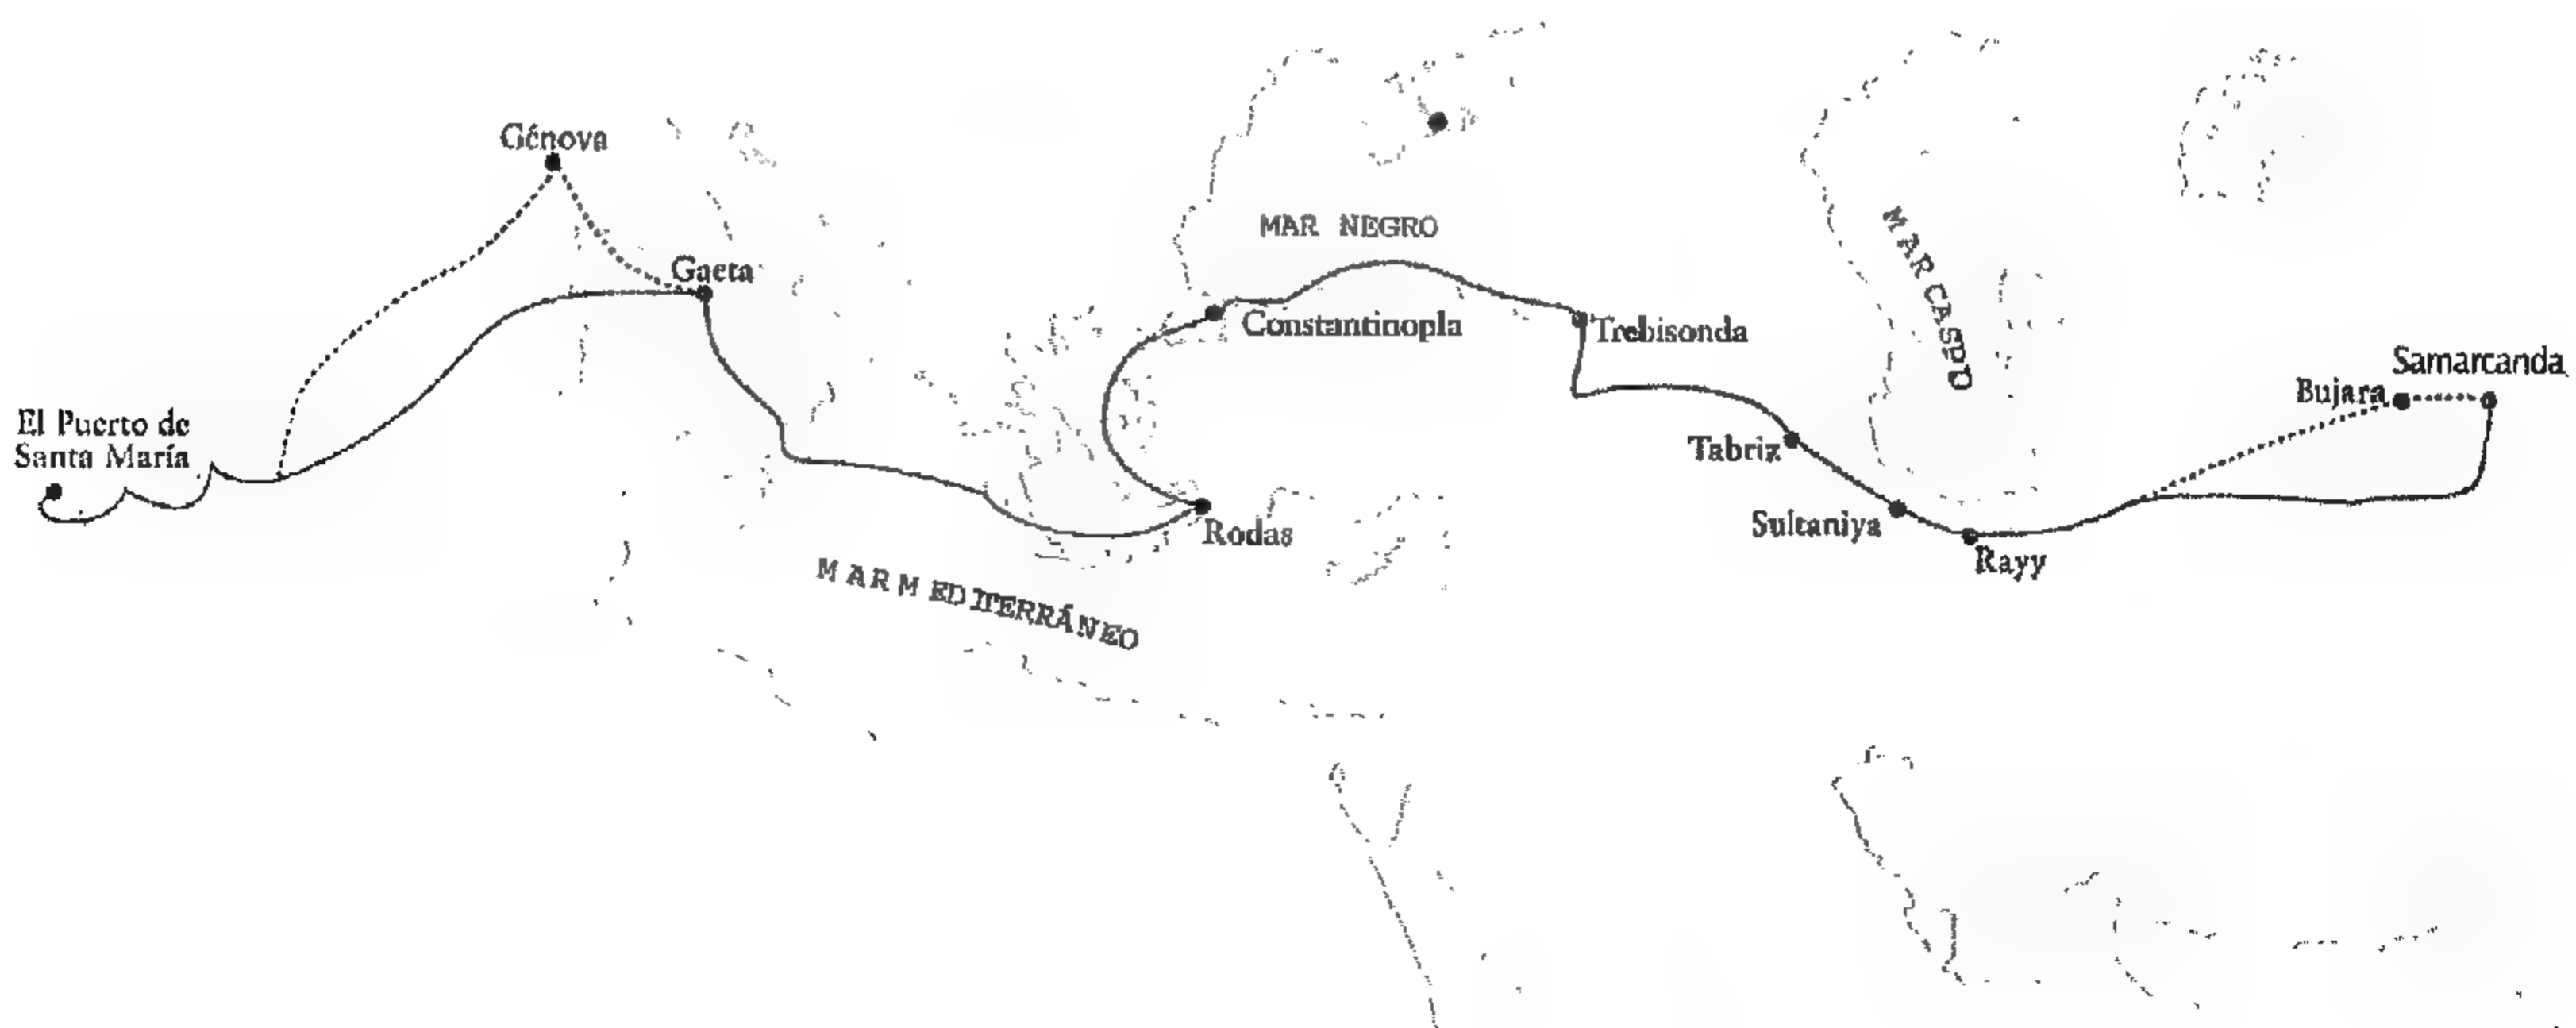 Génova
Gaeta
El Puerto de
Santa María
MAR NEGRO
Constantinopla
Trebisonda
MAR CASPIO
Samarcanda
Bujara
Tabriz
Sultaniya
Rayy
Rodas
MAR MEDITERRÁNEO